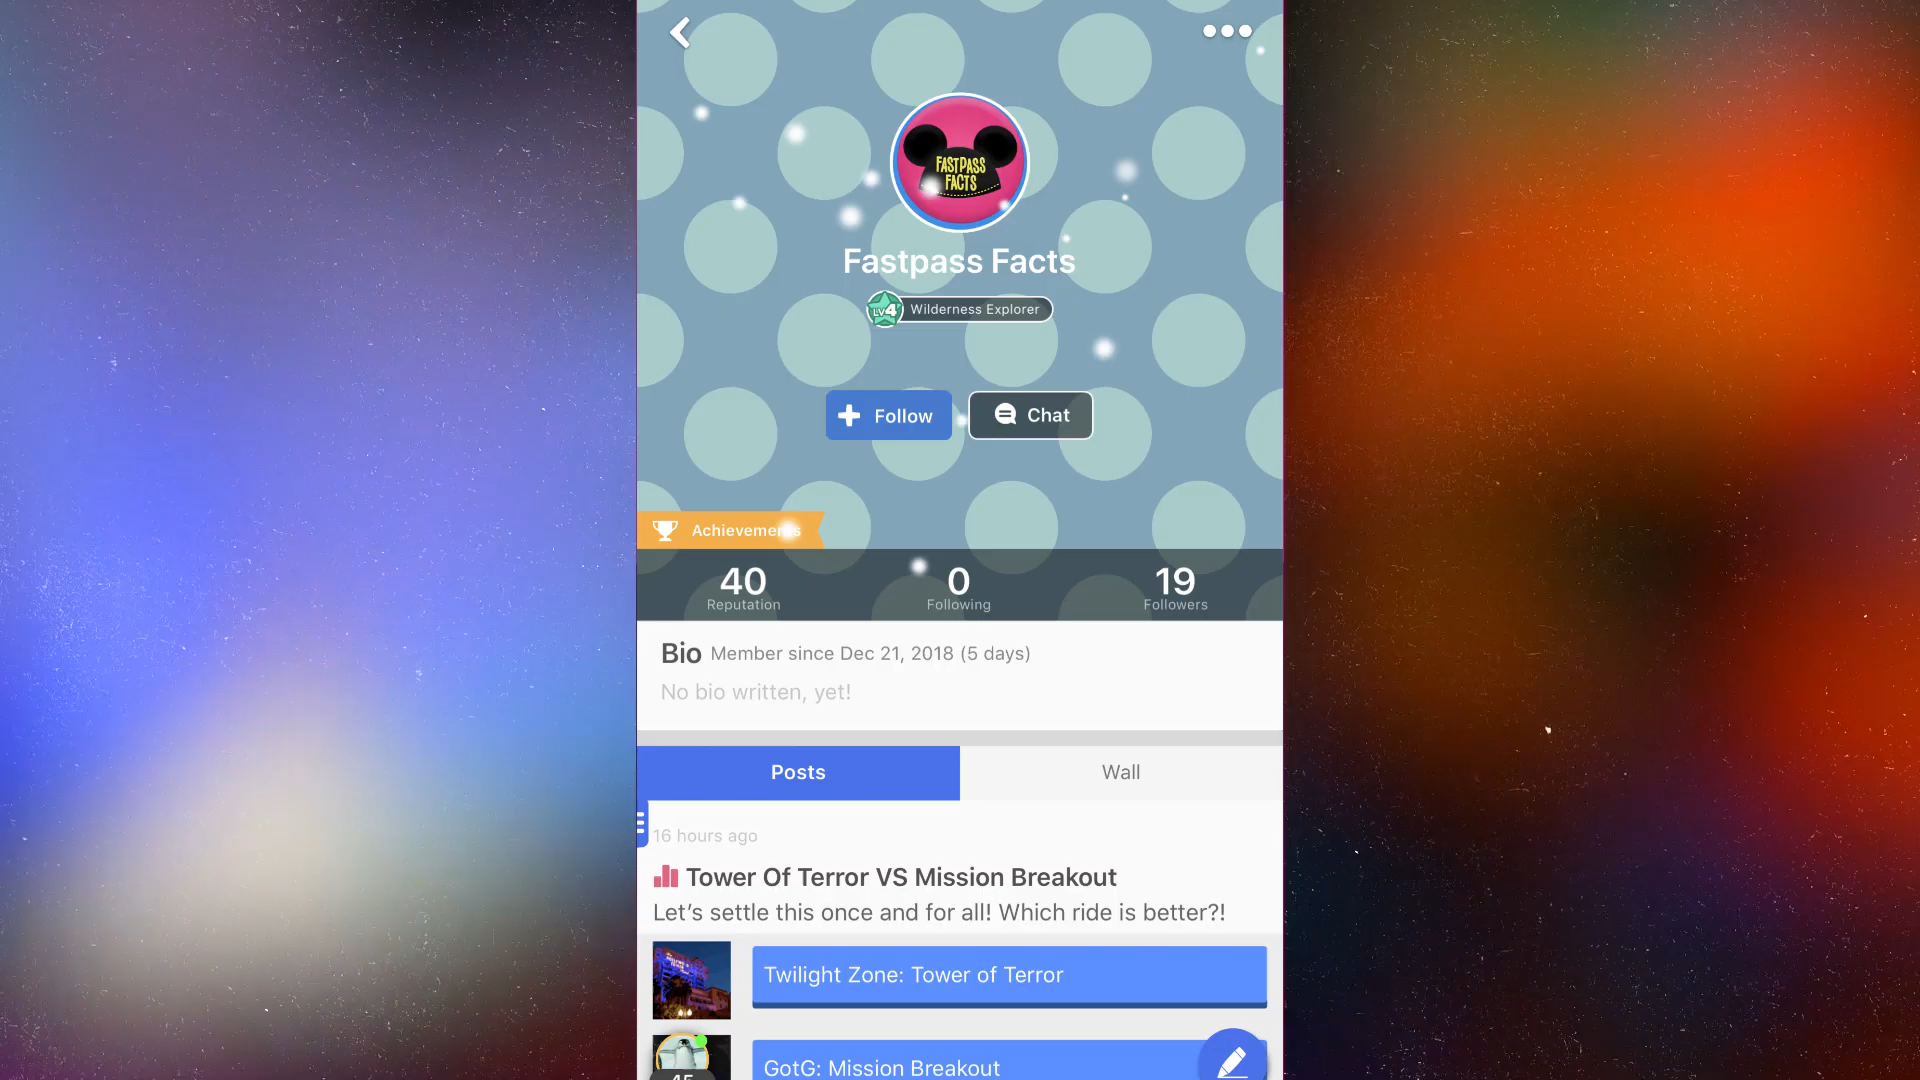 FASTPASS
FACTS
Fastpass Facts
LV4 Wilderness Explorer
Follow
Chat
Achievements
40
Reputation
0
Following
19
Followers
Bio Member since Dec 21, 2018 (5 days)
No bio written, yet!
Posts
Wall
16 hours ago
Tower Of Terror VS Mission Breakout
Let’s settle this once and for all! Which ride is better?!
Twilight Zone: Tower of Terror
GotG: Mission Breakout